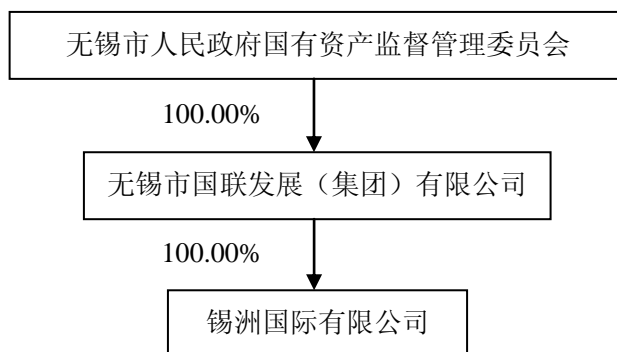 无锡市人民政府国有资产监督管理委员会
100.00%
无锡市国联发展（集团）有限公司
100.00%
锡洲国际有限公司